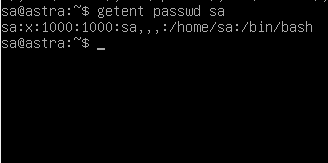 sa@astra:~$ getent passwd sa
sa:x:1000:1000:sa,,,:/home/sa:/bin/bash
sa@astra:~$ _